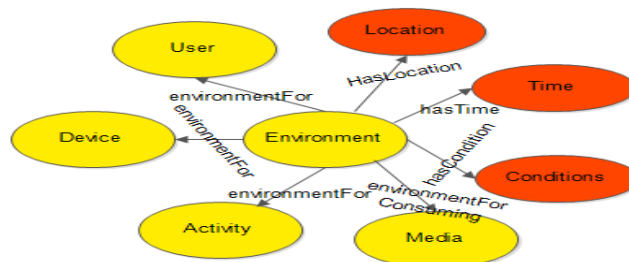 Location
User
HasLocation
Time
environmentFor
hasTime
Device
environmentFor
Environment
hasCondition
Conditions
environmentFor
environmentFor
Consuming
Activity
Media